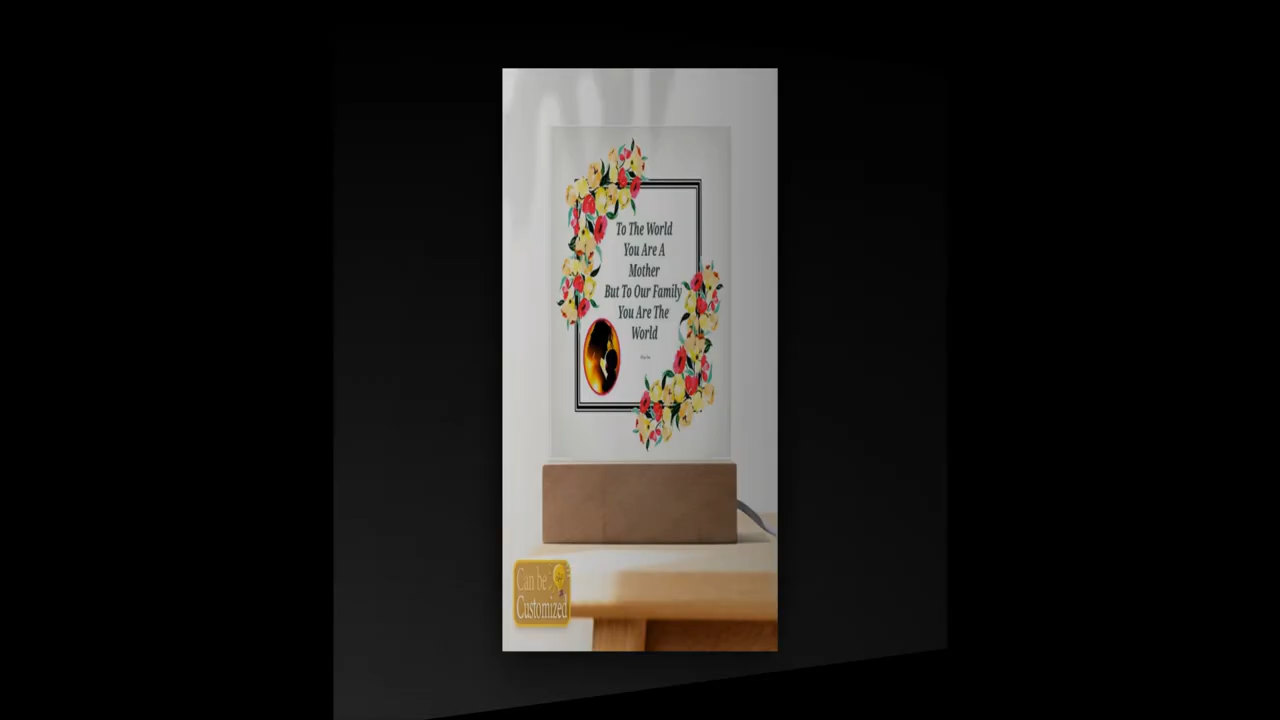 To The World
You Are A
Mother
But To Our Family
You Are The
World
Can be
Customized